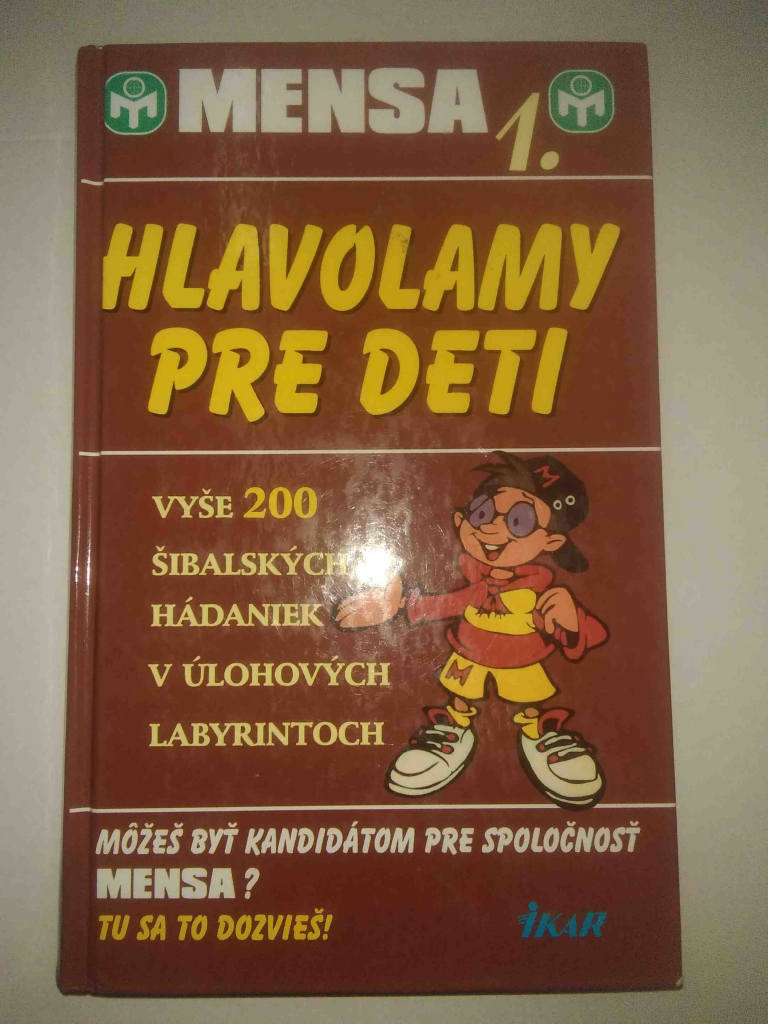 MENSA 1.
HLAVOLAMY
PRE DETI
VYŠE 200
ŠIBALSKÝCH
HÁDANIEK
V ÚLOHOVÝCH
LABYRINTOCH
M
M
MÔŽEŠ BYŤ KANDIDÁTOM PRE SPOLOČNOSŤ
MENSA ?
TU SA TO DOZVIEŠ!
IKAR